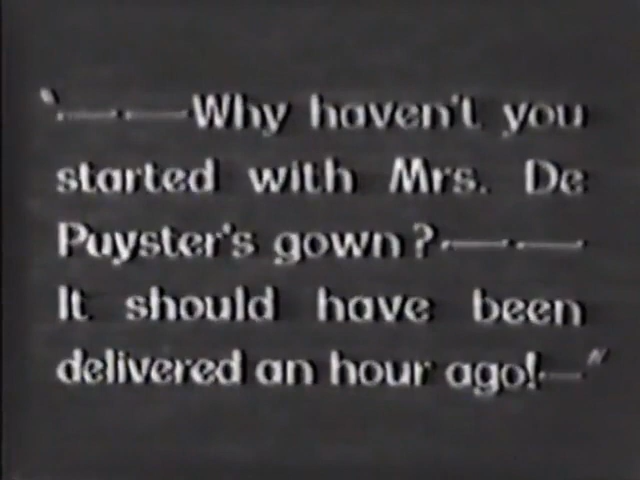 "——Why haven't you
started with Mrs. De
Puyster's gown?——
It should have been
delivered an hour ago!—"